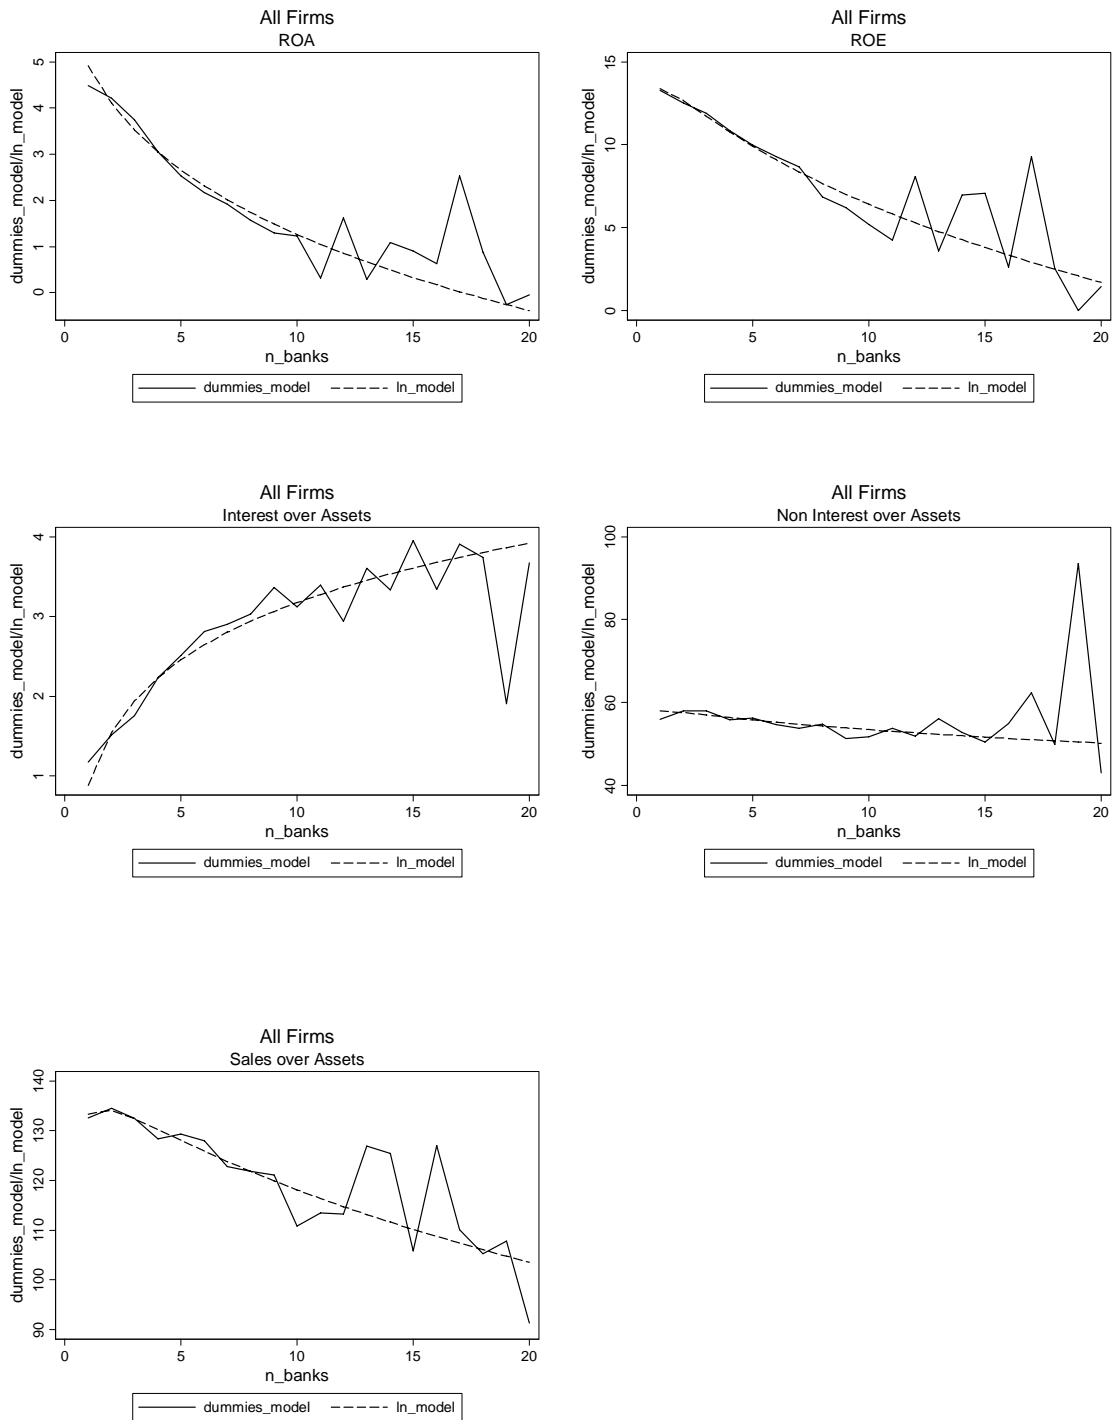 All Firms
ROA
dummies_model/ln_model
5
4
3
2
1
0
0 5 10 15 20
n_banks
dummies_model ln_model
All Firms
ROE
dummies_model/ln_model
15
10
5
0
0 5 10 15 20
n_banks
dummies_model ln_model
All Firms
Interest over Assets
dummies_model/ln_model
4
3
2
1
0 5 10 15 20
n_banks
dummies_model ln_model
All Firms
Non Interest over Assets
dummies_model/ln_model
100
80
60
40
0 5 10 15 20
n_banks
dummies_model ln_model
All Firms
Sales over Assets
dummies_model/ln_model
140
130
120
110
100
90
0 5 10 15 20
n_banks
dummies_model ln_model